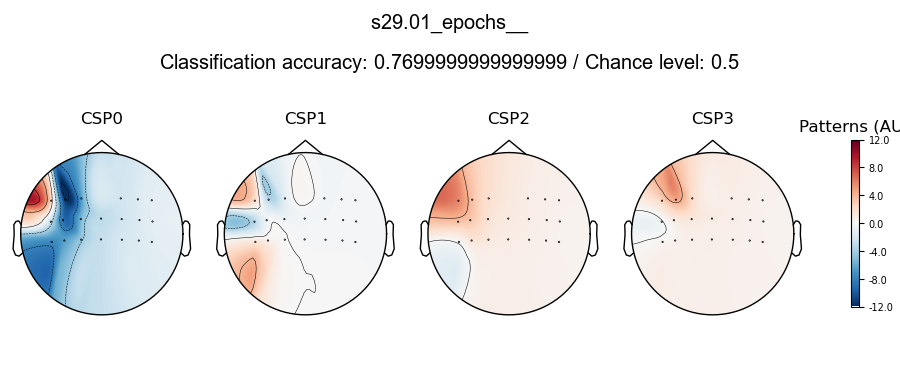 s29.01_epochs__
Classification accuracy: 0.7699999999999999 / Chance level: 0.5
CSP0
CSP1
CSP2
CSP3
Patterns (AU
12.0
8.0
4.0
0.0
-4.0
-8.0
-12.0